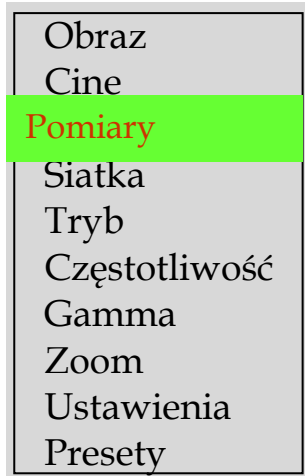 Obraz
Cine
Pomiary
Siatka
Tryb
Częstotliwość
Gamma
Zoom
Ustawienia
Presety